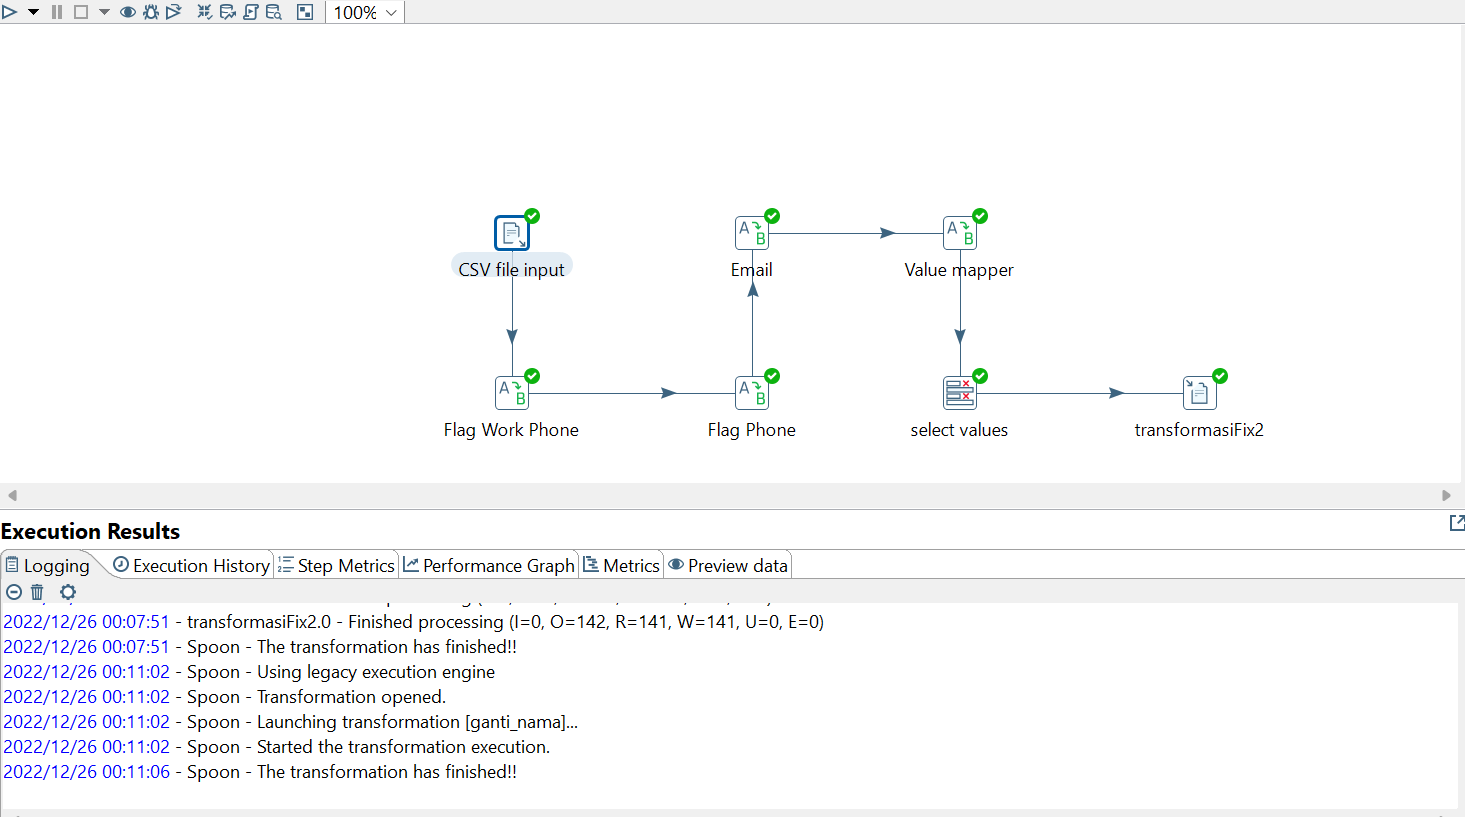 100%
CSV file input
Email
Value mapper
Flag Work Phone
Flag Phone
select values
transformasiFix2
Execution Results
Logging Execution History Step Metrics Performance Graph Metrics Preview data
2022/12/26 00:07:51 - transformasiFix2.0 - Finished processing (I=0, O=142, R=141, W=141, U=0, E=0)
2022/12/26 00:07:51 - Spoon - The transformation has finished!!
2022/12/26 00:11:02 - Spoon - Using legacy execution engine
2022/12/26 00:11:02 - Spoon - Transformation opened.
2022/12/26 00:11:02 - Spoon - Launching transformation [ganti_nama]...
2022/12/26 00:11:02 - Spoon - Started the transformation execution.
2022/12/26 00:11:06 - Spoon - The transformation has finished!!